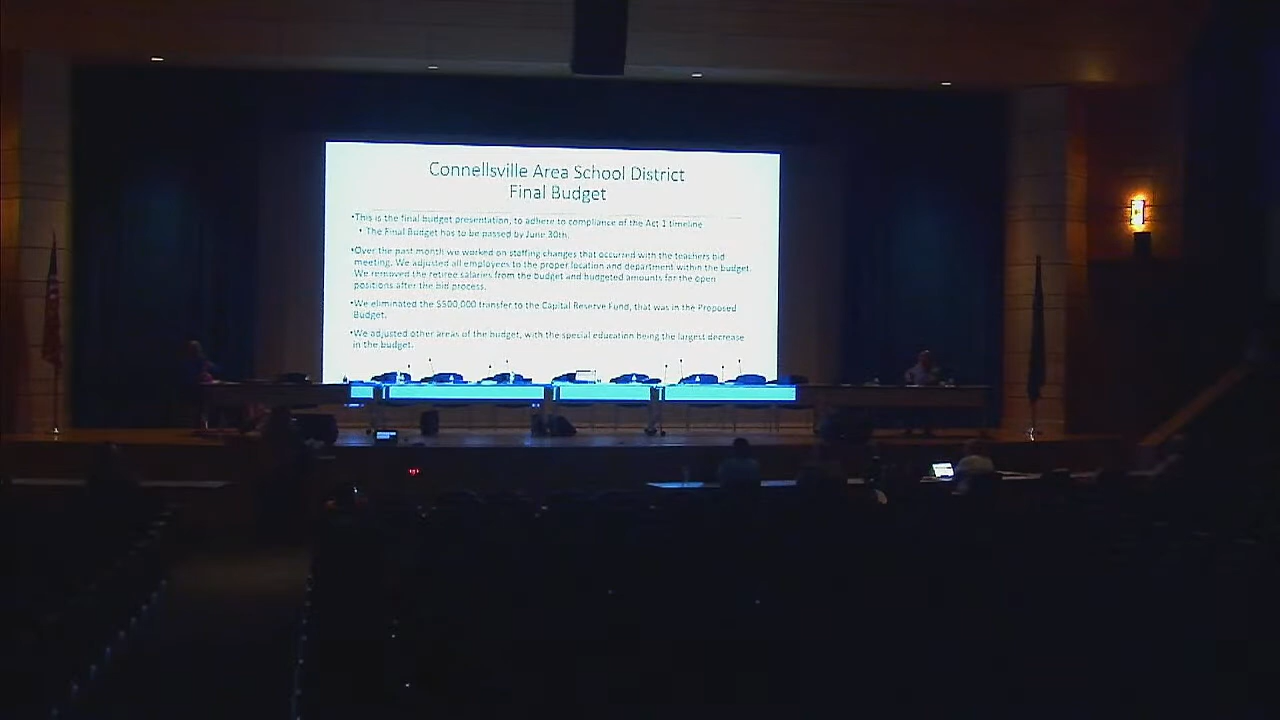 Connellsville Area School District
Final Budget
•This is the final budget presentation, to adhere to compliance of the Act 1 timeline
• The Final Budget has to be passed by June 30th.
•Over the past month we worked on staffing changes that occurred with the teachers bid
meeting. We adjusted all employees to the proper location and department within the budget.
We removed the retiree salaries from the budget and budgeted amounts for the open
positions after the bid process.
•We eliminated the $500,000 transfer to the Capital Reserve Fund, that was in the Proposed
Budget.
•We adjusted other areas of the budget, with the special education being the largest decrease
in the budget.